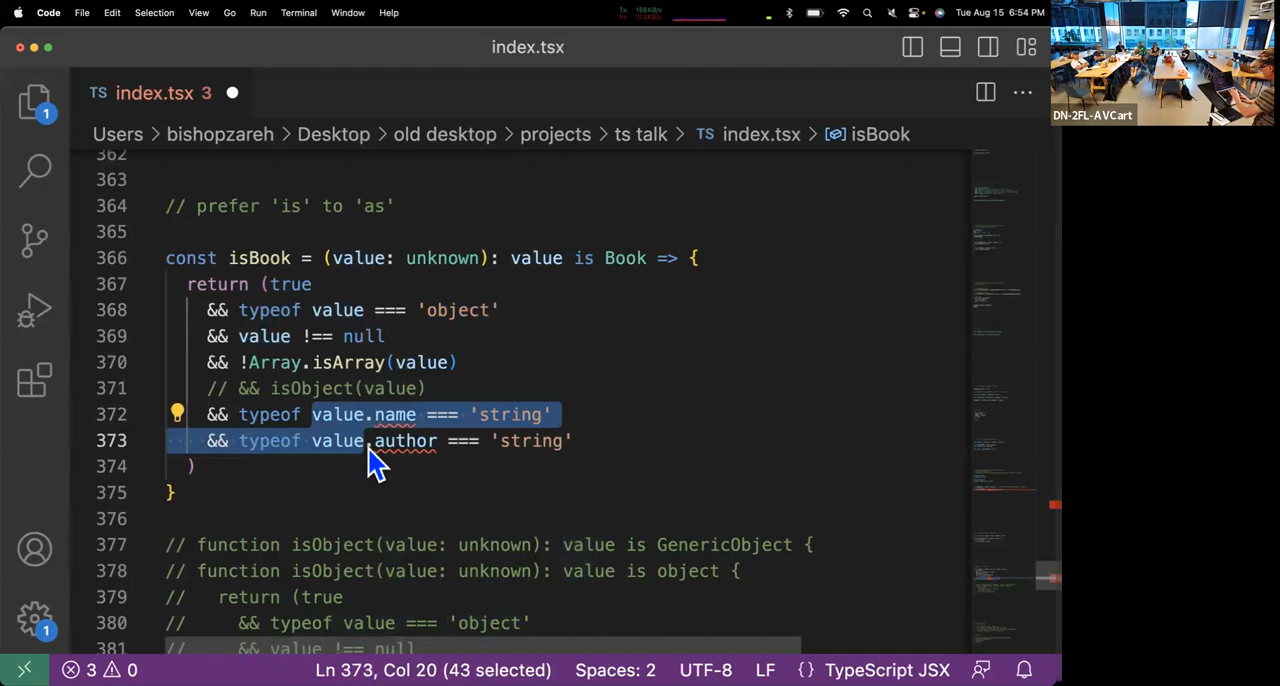 Code File Edit Selection View Go Run Terminal Window Help Tue Aug 15 6:54 PM
index.tsx
TS index.tsx 3
DN-2FL-AVCart
Users > bishopzareh > Desktop > old desktop > projects > ts talk > TS index.tsx > isBook
362
363
364 // prefer 'is' to 'as'
365
366 const isBook = (value: unknown): value is Book => {
367 return (true
368 && typeof value === 'object'
369 && value !== null
370 && !Array.isArray(value)
371 // && isObject(value)
372 && typeof value.name === 'string'
373 && typeof value.author === 'string'
374 )
375 }
376
377 // function isObject(value: unknown): value is GenericObject {
378 // function isObject(value: unknown): value is object {
379 // return (true
380 // && typeof value === 'object'
381 // && value !== null
1
1
3 0 Ln 373, Col 20 (43 selected) Spaces: 2 UTF-8 LF {} TypeScript JSX